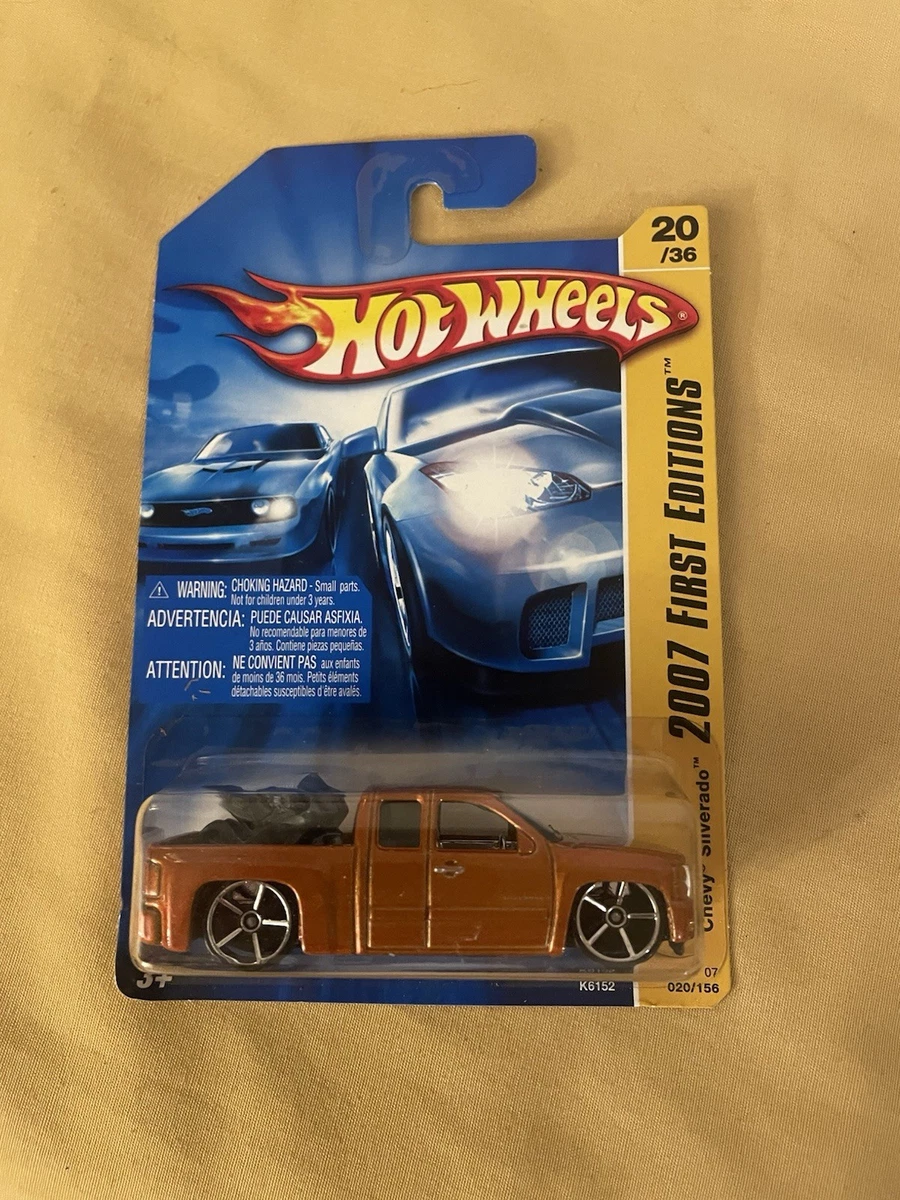 20
/36
HOT WHEELS®
2007 FIRST EDITIONS™
Chevy® Silverado™
WARNING: CHOKING HAZARD - Small parts.
Not for children under 3 years.
ADVERTENCIA: PUEDE CAUSAR ASFIXIA.
No recomendable para menores de
3 años. Contiene piezas pequeñas.
ATTENTION: NE CONVIENT PAS aux enfants
de moins de 36 mois. Petits éléments
détachables susceptibles d'être avalés.
3+
K6152
07
020/156